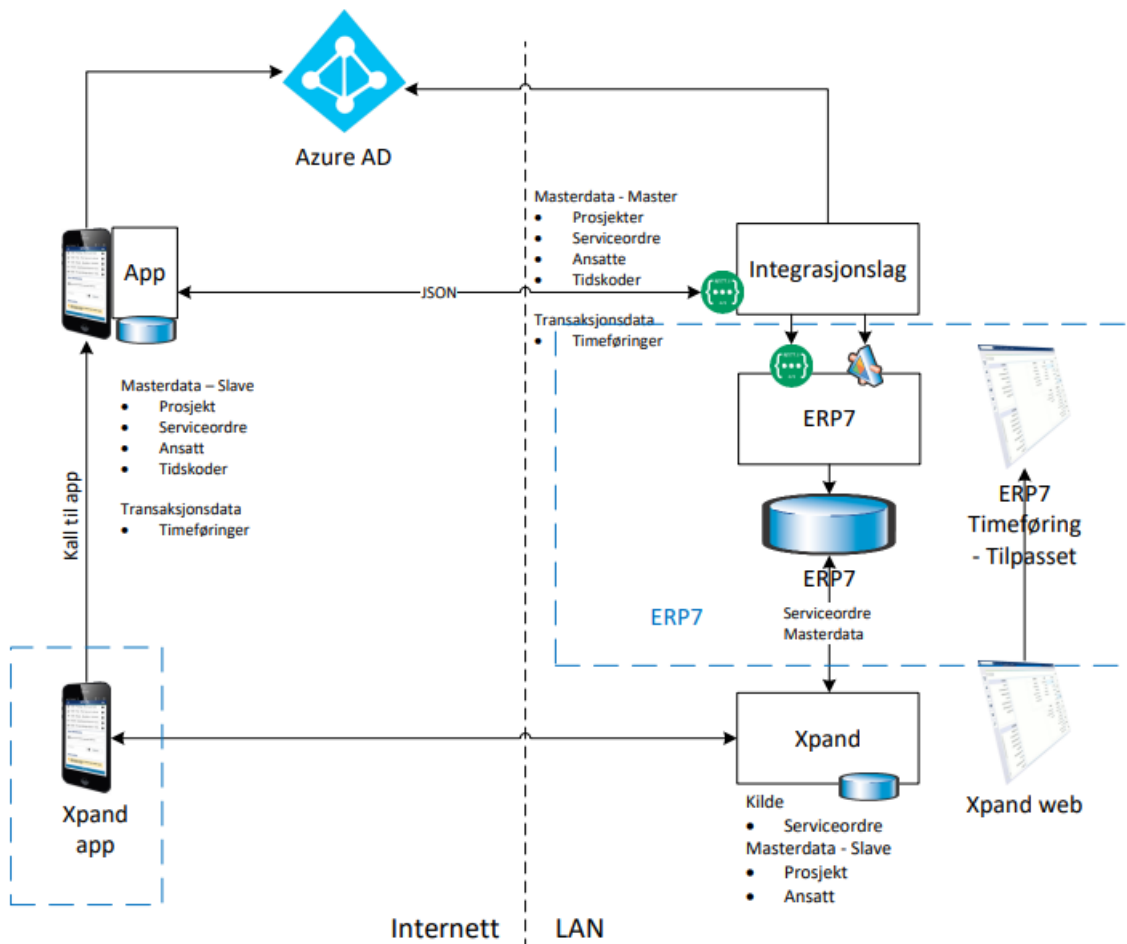 Azure AD
Masterdata - Master
• Prosjekter
• Serviceordre
• Ansatte
• Tidskoder
Transaksjonsdata
• Timeføringer
App
JSON
Integrasjonslag
Masterdata – Slave
• Prosjekt
• Serviceordre
• Ansatt
• Tidskoder
Transaksjonsdata
• Timeføringer
Kall til app
ERP7
ERP7
Timeføring
- Tilpasset
ERP7
Serviceordre
Masterdata
ERP7
Xpand
app
Xpand
Kilde
• Serviceordre
Masterdata - Slave
• Prosjekt
• Ansatt
Xpand web
Internett
LAN